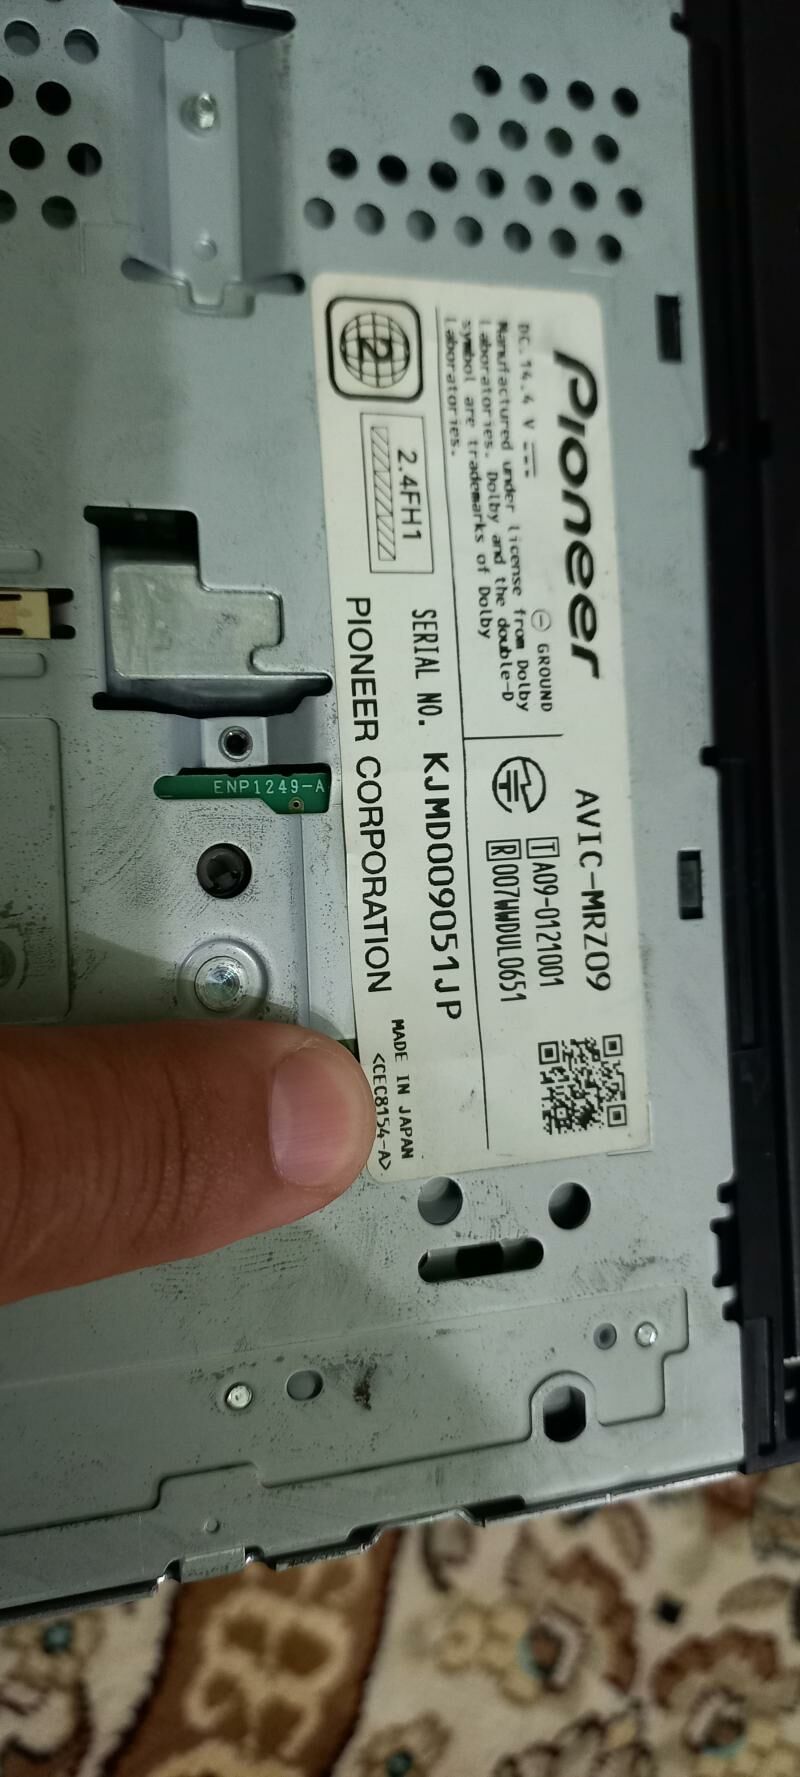 Pioneer
AVIC-MRZ09
DC 14.4 V ⊖ GROUND
Manufactured under license from Dolby
Laboratories. Dolby and the double-D
symbol are trademarks of Dolby
Laboratories.
T A09-0121001
R 007WWDUL0651
2
2.4FH1
SERIAL NO. KJMD009051JP
PIONEER CORPORATION
MADE IN JAPAN
<CEC8154-A>
ENP1249-A